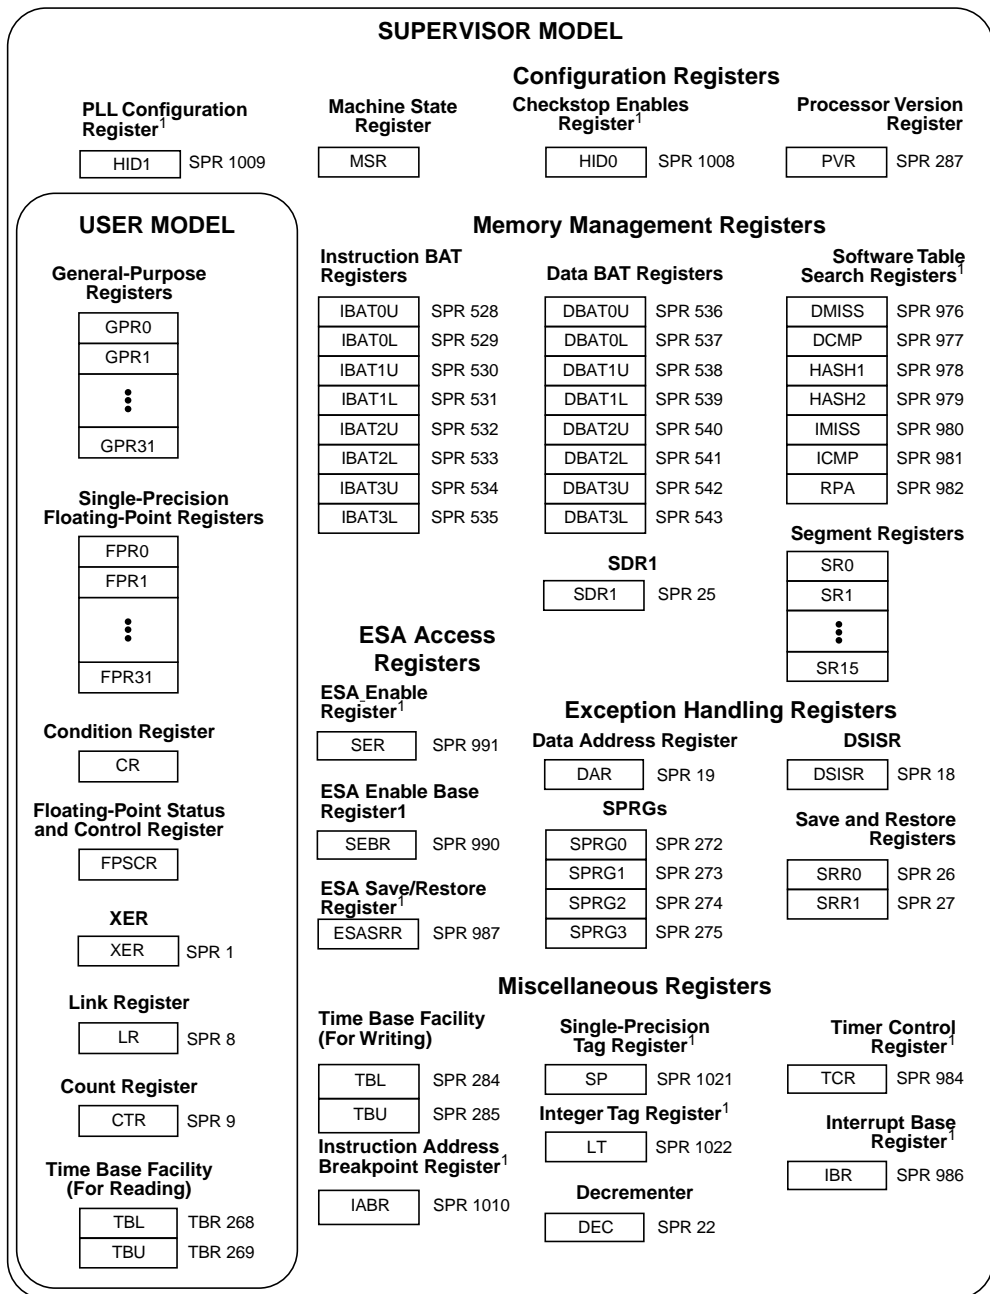 SUPERVISOR MODEL
Configuration Registers
PLL Configuration
Register1
HID1 SPR 1009
Machine State
Register
MSR
Checkstop Enables
Register1
HID0 SPR 1008
Processor Version
Register
PVR SPR 287
USER MODEL
General-Purpose
Registers
GPR0
GPR1
GPR31
Single-Precision
Floating-Point Registers
FPR0
FPR1
FPR31
Condition Register
CR
Floating-Point Status
and Control Register
FPSCR
XER
XER SPR 1
Link Register
LR SPR 8
Count Register
CTR SPR 9
Time Base Facility
(For Reading)
TBL TBR 268
TBU TBR 269
Memory Management Registers
Instruction BAT
Registers
IBAT0U SPR 528
IBAT0L SPR 529
IBAT1U SPR 530
IBAT1L SPR 531
IBAT2U SPR 532
IBAT2L SPR 533
IBAT3U SPR 534
IBAT3L SPR 535
Data BAT Registers
DBAT0U SPR 536
DBAT0L SPR 537
DBAT1U SPR 538
DBAT1L SPR 539
DBAT2U SPR 540
DBAT2L SPR 541
DBAT3U SPR 542
DBAT3L SPR 543
Software Table
Search Registers1
DMISS SPR 976
DCMP SPR 977
HASH1 SPR 978
HASH2 SPR 979
IMISS SPR 980
ICMP SPR 981
RPA SPR 982
SDR1
SDR1 SPR 25
Segment Registers
SR0
SR1
SR15
ESA Access
Registers
ESA Enable
Register1
SER SPR 991
ESA Enable Base
Register1
SEBR SPR 990
ESA Save/Restore
Register1
ESASRR SPR 987
Exception Handling Registers
Data Address Register
DAR SPR 19
SPRGs
SPRG0 SPR 272
SPRG1 SPR 273
SPRG2 SPR 274
SPRG3 SPR 275
DSISR
DSISR SPR 18
Save and Restore
Registers
SRR0 SPR 26
SRR1 SPR 27
Miscellaneous Registers
Time Base Facility
(For Writing)
TBL SPR 284
TBU SPR 285
Instruction Address
Breakpoint Register1
IABR SPR 1010
Single-Precision
Tag Register1
SP SPR 1021
Integer Tag Register1
LT SPR 1022
Decrementer
DEC SPR 22
Timer Control
Register1
TCR SPR 984
Interrupt Base
Register1
IBR SPR 986